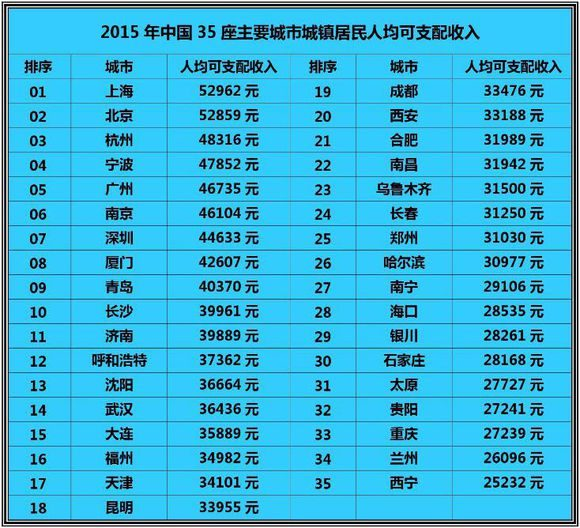 2015 年中国 35 座主要城市城镇居民人均可支配收入
排序 城市 人均可支配收入 排序 城市 人均可支配收入
01 上海 52962 元 19 成都 33476 元
02 北京 52859 元 20 西安 33188 元
03 杭州 48316 元 21 合肥 31989 元
04 宁波 47852 元 22 南昌 31942 元
05 广州 46735 元 23 乌鲁木齐 31500 元
06 南京 46104 元 24 长春 31250 元
07 深圳 44633 元 25 郑州 31030 元
08 厦门 42607 元 26 哈尔滨 30977 元
09 青岛 40370 元 27 南宁 29106 元
10 长沙 39961 元 28 海口 28535 元
11 济南 39889 元 29 银川 28261 元
12 呼和浩特 37362 元 30 石家庄 28168 元
13 沈阳 36664 元 31 太原 27727 元
14 武汉 36436 元 32 贵阳 27241 元
15 大连 35889 元 33 重庆 27239 元
16 福州 34982 元 34 兰州 26096 元
17 天津 34101 元 35 西宁 25232 元
18 昆明 33955 元